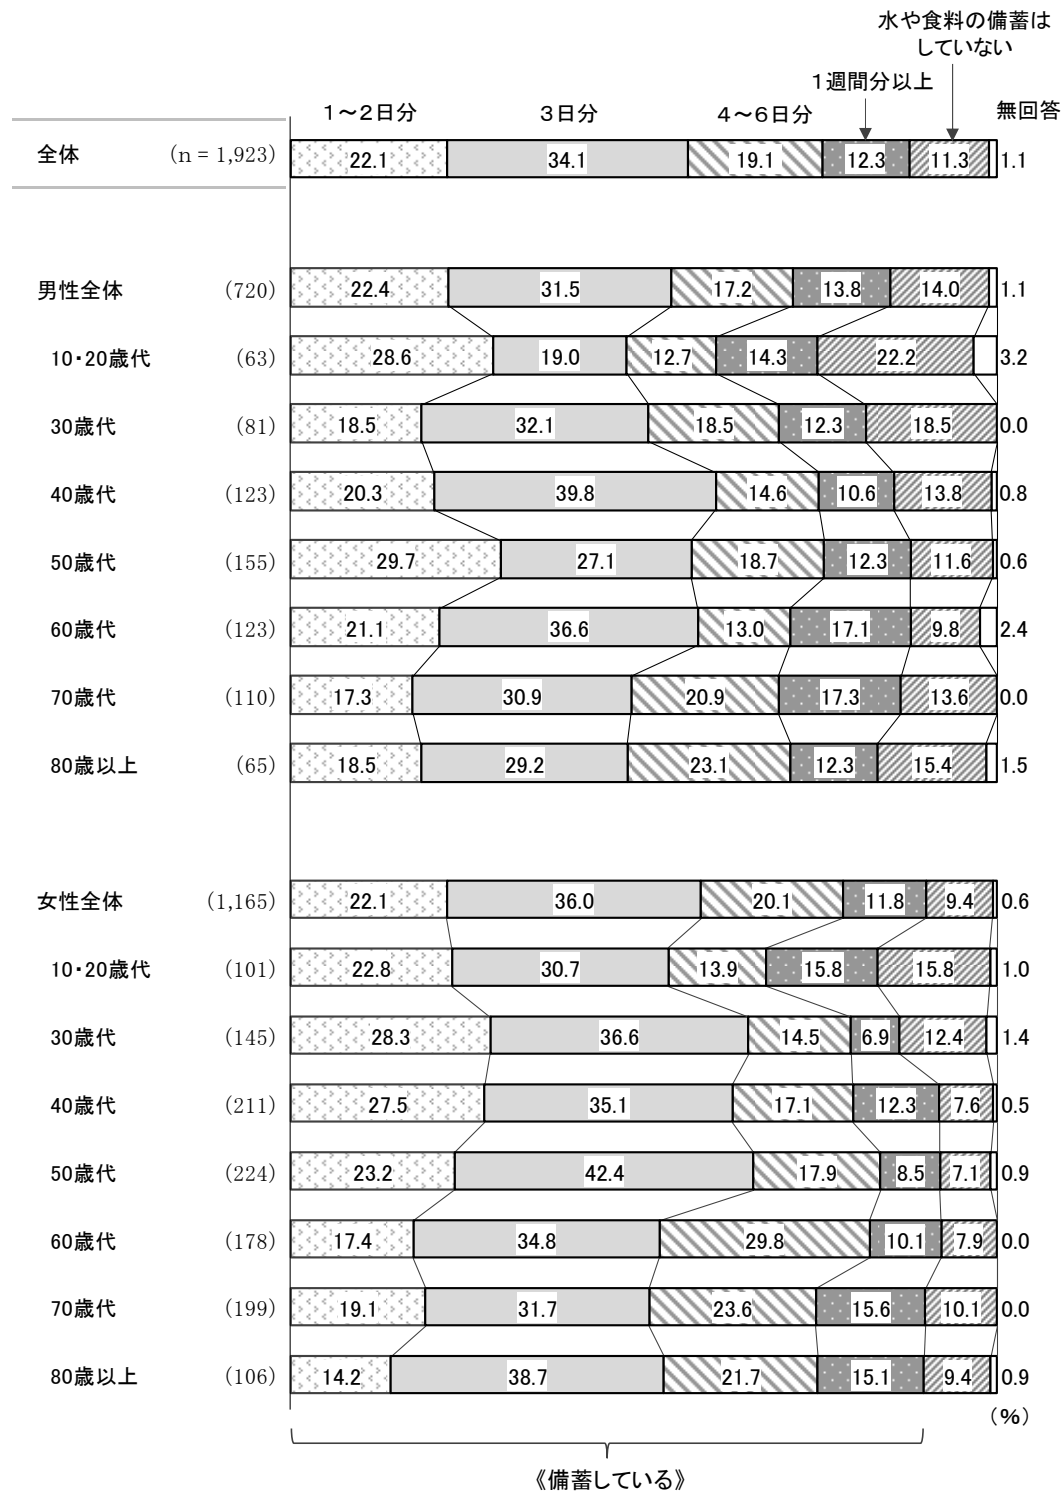 水や食料の備蓄は
していない
1週間分以上
1～2日分 3日分 4～6日分 無回答
全体 (n = 1,923) 22.1 34.1 19.1 12.3 11.3 1.1
男性全体 (720) 22.4 31.5 17.2 13.8 14.0 1.1
10・20歳代 (63) 28.6 19.0 12.7 14.3 22.2 3.2
30歳代 (81) 18.5 32.1 18.5 12.3 18.5 0.0
40歳代 (123) 20.3 39.8 14.6 10.6 13.8 0.8
50歳代 (155) 29.7 27.1 18.7 12.3 11.6 0.6
60歳代 (123) 21.1 36.6 13.0 17.1 9.8 2.4
70歳代 (110) 17.3 30.9 20.9 17.3 13.6 0.0
80歳以上 (65) 18.5 29.2 23.1 12.3 15.4 1.5
女性全体 (1,165) 22.1 36.0 20.1 11.8 9.4 0.6
10・20歳代 (101) 22.8 30.7 13.9 15.8 15.8 1.0
30歳代 (145) 28.3 36.6 14.5 6.9 12.4 1.4
40歳代 (211) 27.5 35.1 17.1 12.3 7.6 0.5
50歳代 (224) 23.2 42.4 17.9 8.5 7.1 0.9
60歳代 (178) 17.4 34.8 29.8 10.1 7.9 0.0
70歳代 (199) 19.1 31.7 23.6 15.6 10.1 0.0
80歳以上 (106) 14.2 38.7 21.7 15.1 9.4 0.9
(%)
《備蓄している》